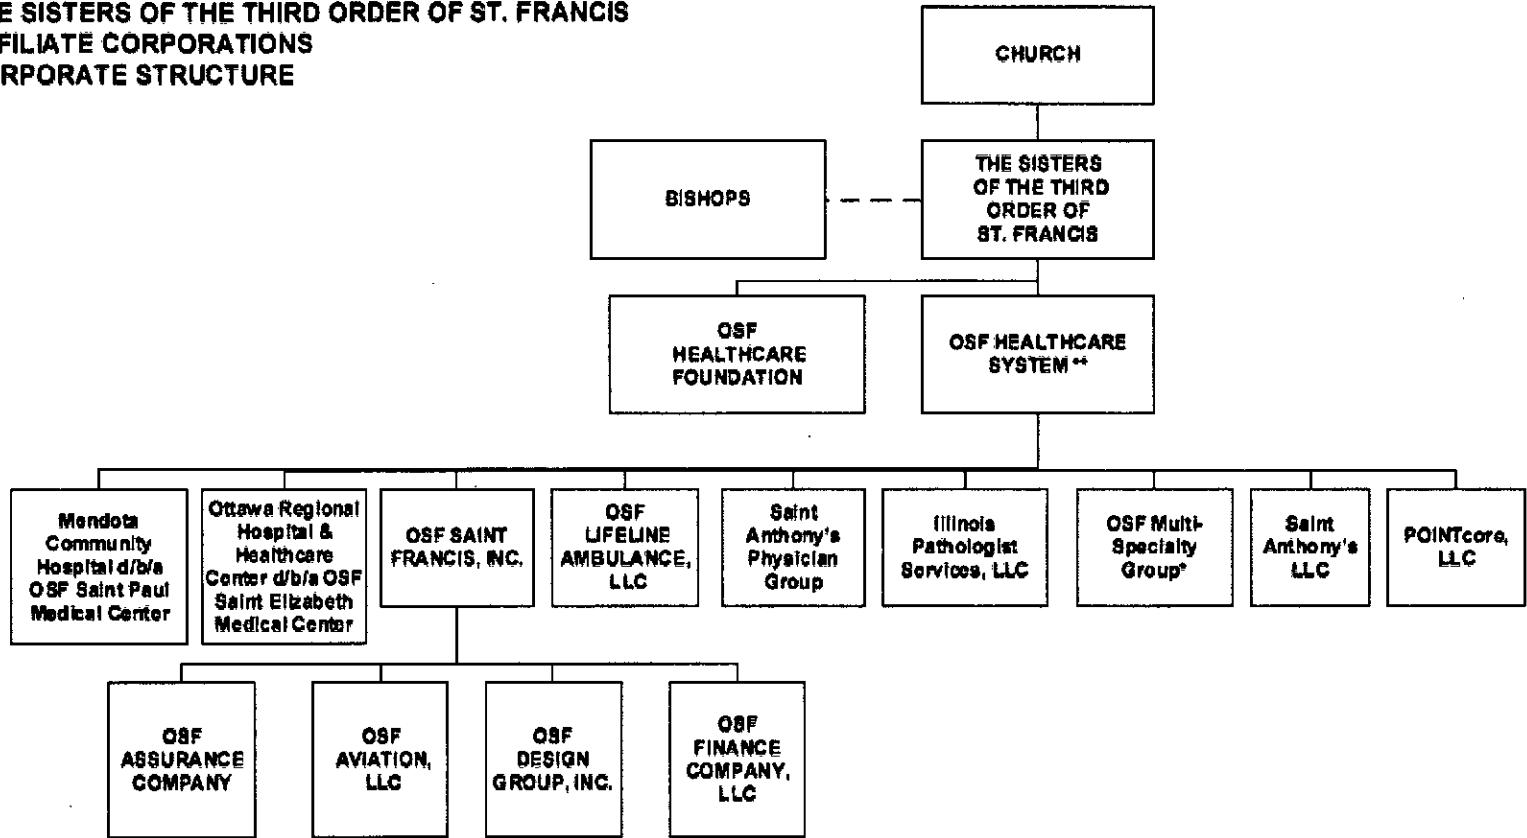 E SISTERS OF THE THIRD ORDER OF ST. FRANCIS
FILIATE CORPORATIONS
RPORATE STRUCTURE
CHURCH
BISHOPS
THE SISTERS
OF THE THIRD
ORDER OF
ST. FRANCIS
OSF
HEALTHCARE
FOUNDATION
OSF HEALTHCARE
SYSTEM**
Mendota
Community
Hospital d/b/a
OSF Saint Paul
Medical Center
Ottawa Regional
Hospital &
Healthcare
Center d/b/a OSF
Saint Elizabeth
Medical Center
OSF SAINT
FRANCIS, INC.
OSF
LIFELINE
AMBULANCE,
LLC
Saint
Anthony's
Physician
Group
Illinois
Pathologist
Services, LLC
OSF Multi-
Specialty
Group*
Saint
Anthony's
LLC
POINTcore,
LLC
OSF
ASSURANCE
COMPANY
OSF
AVIATION,
LLC
OSF
DESIGN
GROUP, INC.
OSF
FINANCE
COMPANY,
LLC